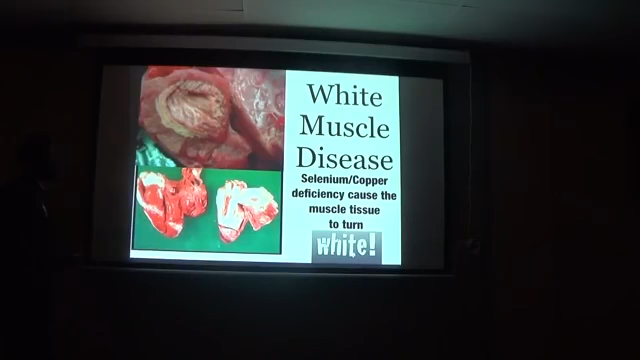 White
Muscle
Disease
Selenium/Copper
deficiency cause the
muscle tissue
to turn
white!